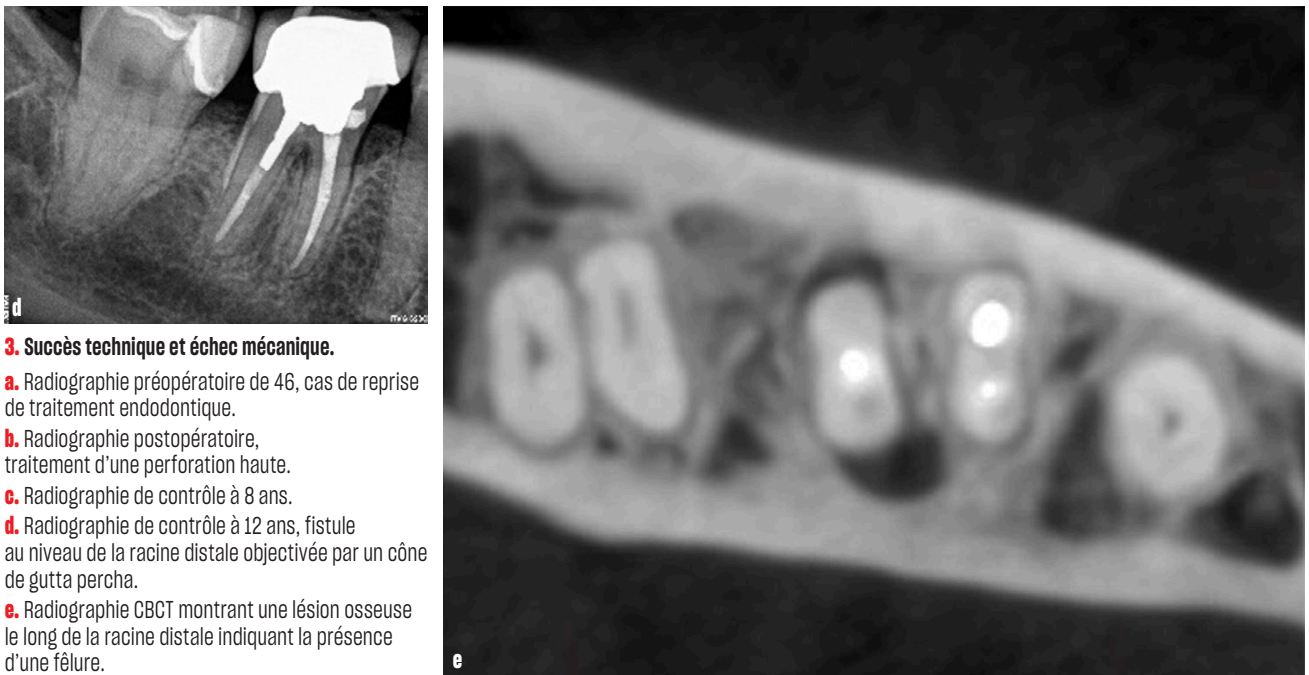 d
3. Succès technique et échec mécanique.
a. Radiographie préopératoire de 46, cas de reprise
de traitement endodontique.
b. Radiographie postopératoire,
traitement d’une perforation haute.
c. Radiographie de contrôle à 8 ans.
d. Radiographie de contrôle à 12 ans, fistule
au niveau de la racine distale objectivée par un cône
de gutta percha.
e. Radiographie CBCT montrant une lésion osseuse
le long de la racine distale indiquant la présence
d’une fêlure.
e